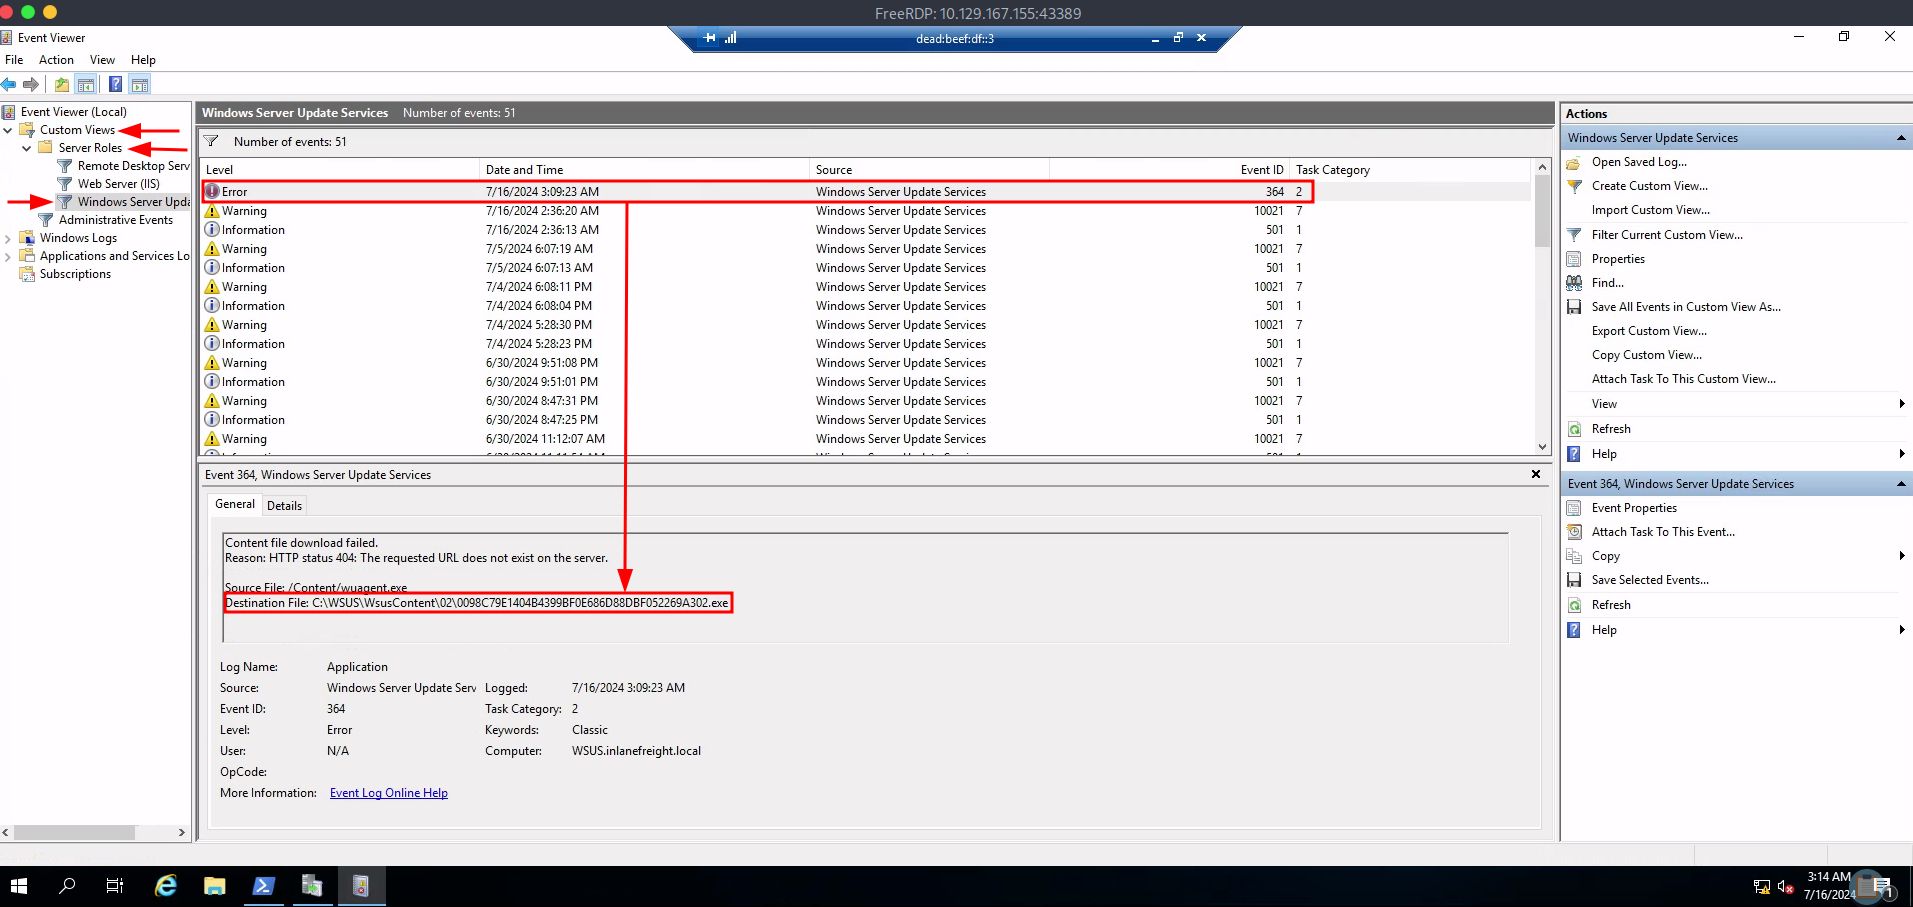 FreeRDP: 10.129.167.155:43389
Event Viewer
dead:beef:df::3
File Action View Help
Event Viewer (Local)
Custom Views
Server Roles
Remote Desktop Serv
Web Server (IIS)
Windows Server Upda
Administrative Events
Windows Logs
Applications and Services Lo
Subscriptions
Windows Server Update Services Number of events: 51
Number of events: 51
Level Date and Time Source Event ID Task Category
Error 7/16/2024 3:09:23 AM Windows Server Update Services 364 2
Warning 7/16/2024 2:36:20 AM Windows Server Update Services 10021 7
Information 7/16/2024 2:36:13 AM Windows Server Update Services 501 1
Warning 7/5/2024 6:07:19 AM Windows Server Update Services 10021 7
Information 7/5/2024 6:07:13 AM Windows Server Update Services 501 1
Warning 7/4/2024 6:08:11 PM Windows Server Update Services 10021 7
Information 7/4/2024 6:08:04 PM Windows Server Update Services 501 1
Warning 7/4/2024 5:28:30 PM Windows Server Update Services 10021 7
Information 7/4/2024 5:28:23 PM Windows Server Update Services 501 1
Warning 6/30/2024 9:51:08 PM Windows Server Update Services 10021 7
Information 6/30/2024 9:51:01 PM Windows Server Update Services 501 1
Warning 6/30/2024 8:47:31 PM Windows Server Update Services 10021 7
Information 6/30/2024 8:47:25 PM Windows Server Update Services 501 1
Warning 6/30/2024 11:12:07 AM Windows Server Update Services 10021 7
Event 364, Windows Server Update Services
General Details
Content file download failed.
Reason: HTTP status 404: The requested URL does not exist on the server.
Source File: /Content/wuagent.exe
Destination File: C:\WSUS\WsusContent\02\0098C79E1404B4399BF0E686D88DBF052269A302.exe
Log Name: Application
Source: Windows Server Update Serv Logged: 7/16/2024 3:09:23 AM
Event ID: 364 Task Category: 2
Level: Error Keywords: Classic
User: N/A Computer: WSUS.inlanefreight.local
OpCode:
More Information: Event Log Online Help
Actions
Windows Server Update Services
Open Saved Log...
Create Custom View...
Import Custom View...
Filter Current Custom View...
Properties
Find...
Save All Events in Custom View As...
Export Custom View...
Copy Custom View...
Attach Task To This Custom View...
View
Refresh
Help
Event 364, Windows Server Update Services
Event Properties
Attach Task To This Event...
Copy
Save Selected Events...
Refresh
Help
3:14 AM
7/16/2024
1